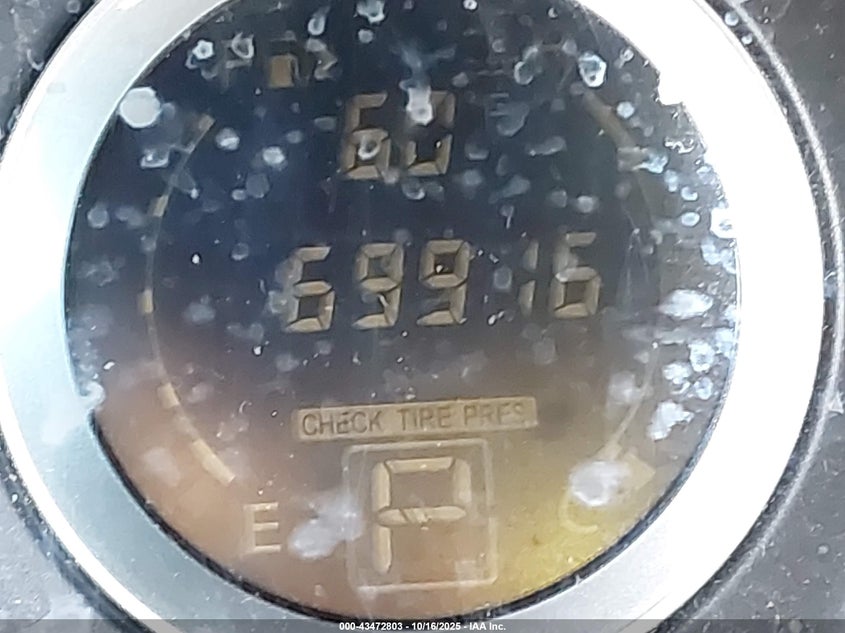 60
69916
CHECK TIRE PRES
P
E
C
000-43472803 - 10/16/2025 - IAA Inc.